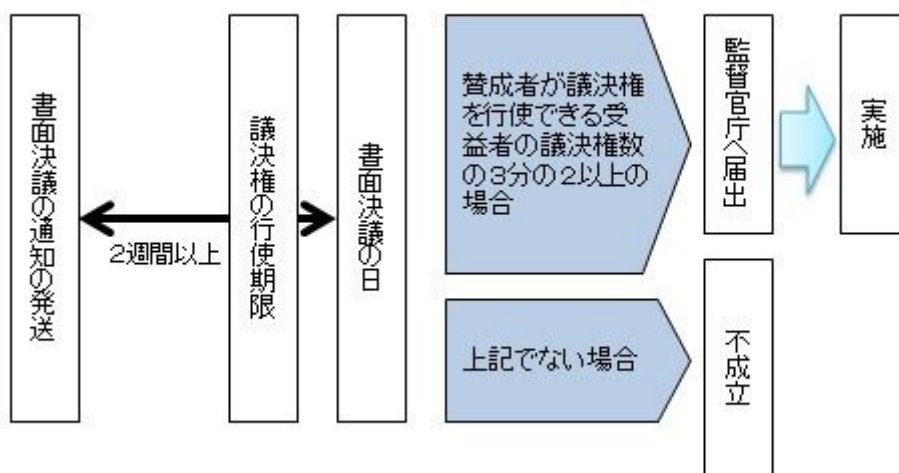 書面決議の通知の発送
2週間以上
議決権の行使期限
書面決議の日
賛成者が議決権
を行使できる受
益者の議決権数
の3分の2以上の
場合
監督官庁へ届出
実施
上記でない場合
不成立